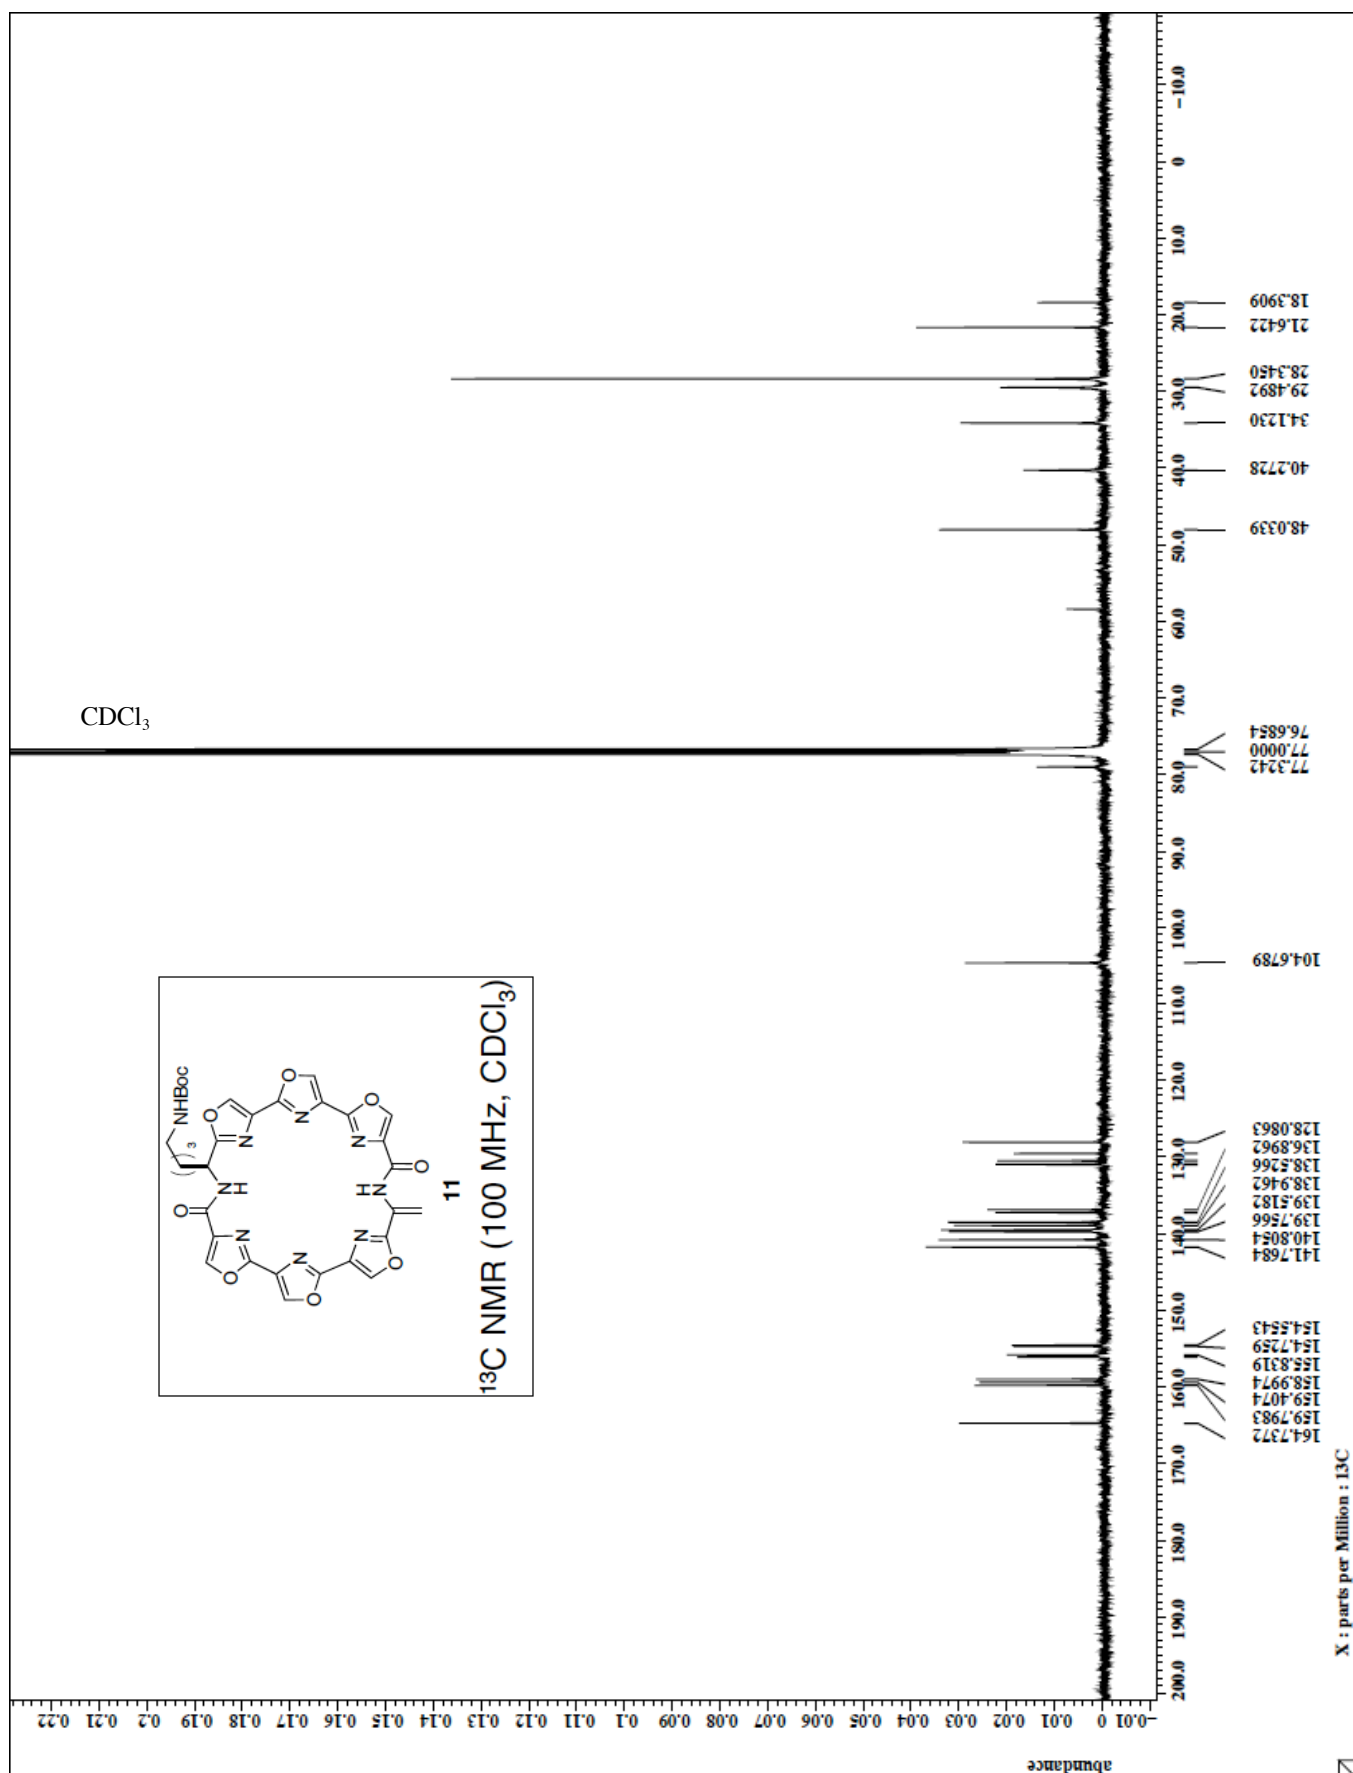 CDCl3
NHBoc
3
O
N
O
N
O
N
O
N
H
H
N
O
O
N
N
N
O
O
O
11
13C NMR (100 MHz, CDCl3)
abundance
-0.01 0 0.01 0.02 0.03 0.04 0.05 0.06 0.07 0.08 0.09 0.1 0.11 0.12 0.13 0.14 0.15 0.16 0.17 0.18 0.19 0.2 0.21 0.22
200.0 190.0 180.0 170.0 160.0 150.0 140.0 130.0 120.0 110.0 100.0 90.0 80.0 70.0 60.0 50.0 40.0 30.0 20.0 10.0 0 -10.0
164.7372
159.7983
159.4074
158.9974
155.8319
154.7259
154.5543
141.7684
140.8054
139.7566
139.5182
138.9462
138.5266
136.8962
128.0863
104.6789
77.3242
77.0000
76.6854
48.0339
40.2728
34.1230
29.4892
28.3450
21.6422
18.3909
X : parts per Million : 13C